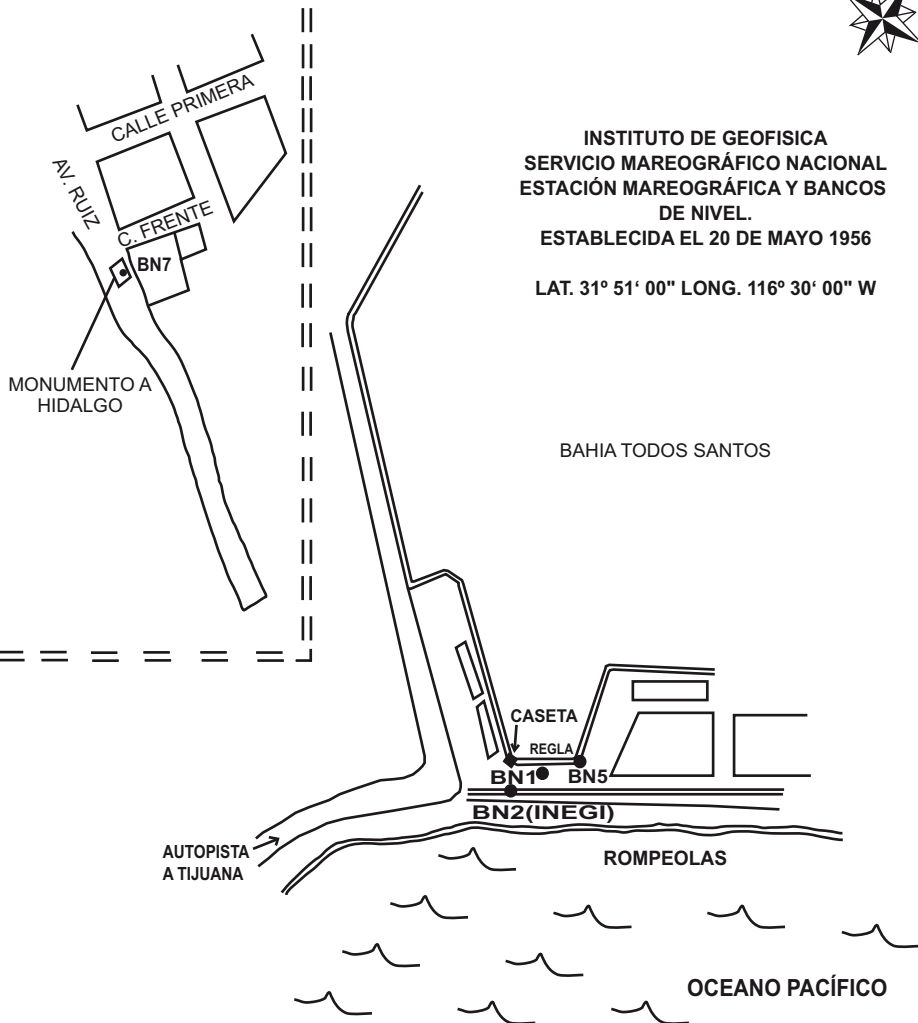 CALLE PRIMERA
AV. RUIZ
C. FRENTE
BN7
MONUMENTO A
HIDALGO
INSTITUTO DE GEOFISICA
SERVICIO MAREOGRÁFICO NACIONAL
ESTACIÓN MAREOGRÁFICA Y BANCOS
DE NIVEL.
ESTABLECIDA EL 20 DE MAYO 1956
LAT. 31º 51‘ 00" LONG. 116º 30‘ 00" W
BAHIA TODOS SANTOS
CASETA
REGLA
BN1
BN5
BN2(INEGI)
AUTOPISTA
A TIJUANA
ROMPEOLAS
OCEANO PACÍFICO